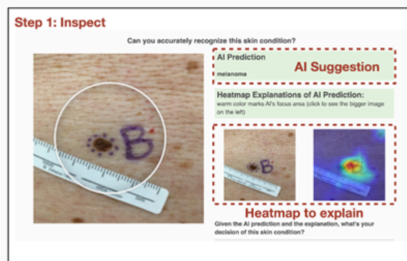 Step 1: Inspect
Can you accurately recognize this skin condition?
AI Prediction
melanoma
AI Suggestion
Heatmap Explanations of AI Prediction:
warm color marks AI's focus area (click to see the bigger image
on the left)
B
B
Heatmap to explain
Given the AI prediction and the explanation, what's your
decision of this skin condition?